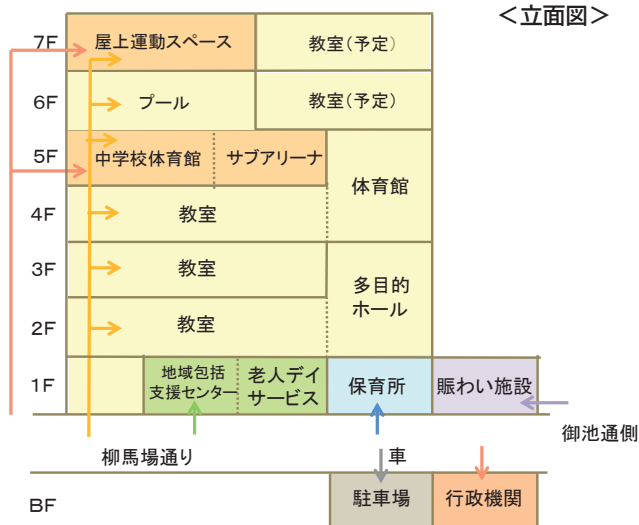 <立面図>
7F
屋上運動スペース
教室(予定)
6F
プール
教室(予定)
5F
中学校体育館
サブアリーナ
体育館
4F
教室
3F
教室
多目的
ホール
2F
教室
1F
地域包括
支援センター
老人デイ
サービス
保育所
賑わい施設
御池通側
柳馬場通り
車
BF
駐車場
行政機関